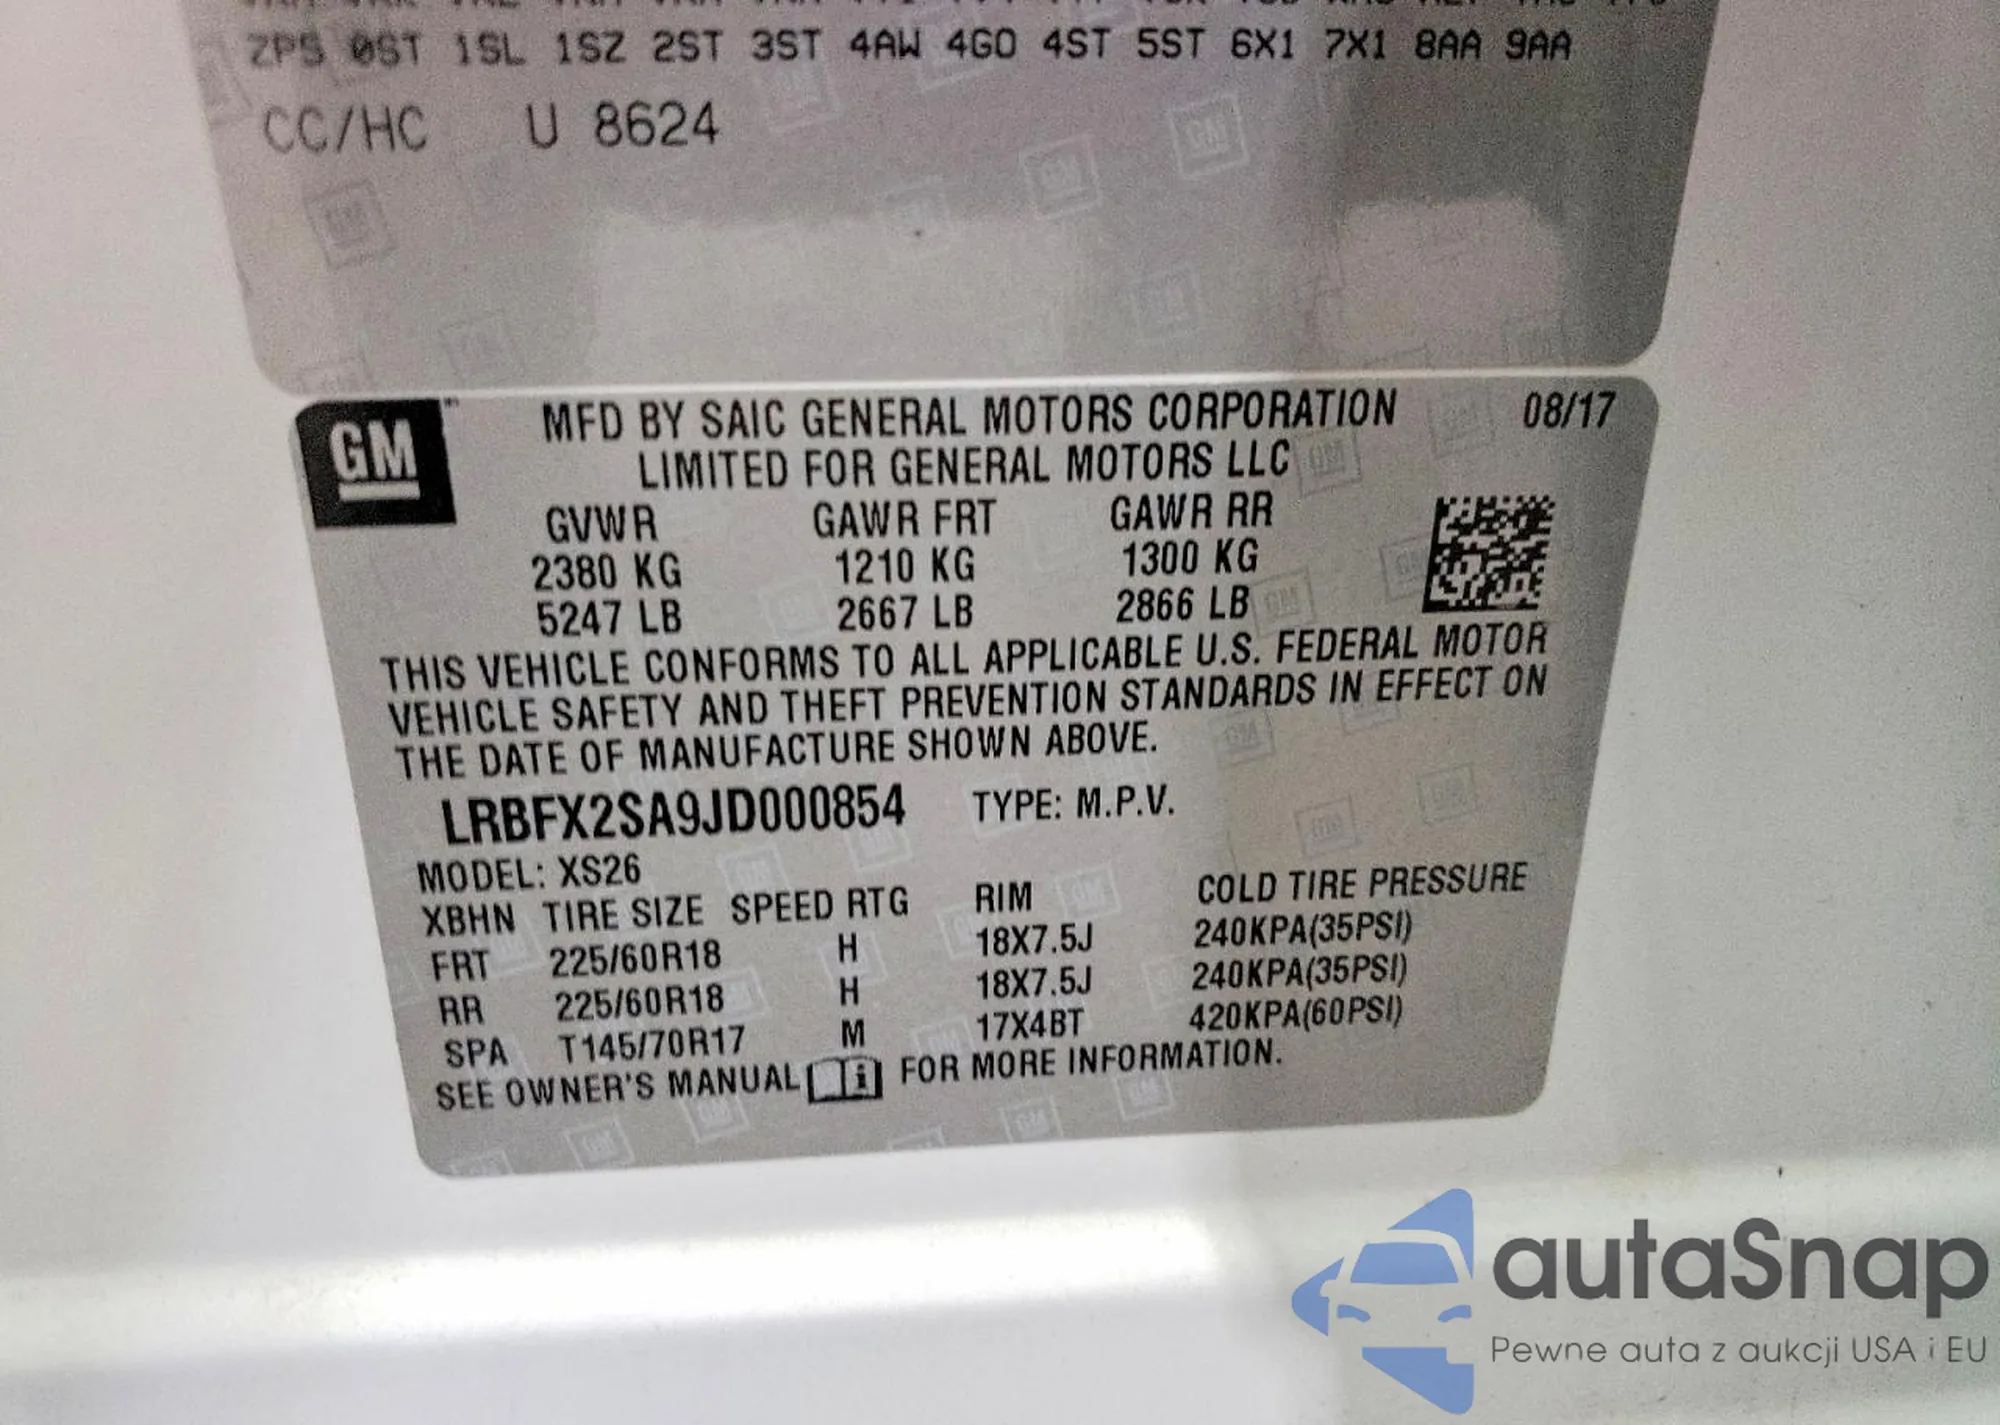 ZPS 0ST 1SL 1SZ 2ST 3ST 4AW 4G0 4ST 5ST 6X1 7X1 8AA 9AA
CC/HC U 8624
GM
MFD BY SAIC GENERAL MOTORS CORPORATION 08/17
LIMITED FOR GENERAL MOTORS LLC
GVWR GAWR FRT GAWR RR
2380 KG 1210 KG 1300 KG
5247 LB 2667 LB 2866 LB
THIS VEHICLE CONFORMS TO ALL APPLICABLE U.S. FEDERAL MOTOR
VEHICLE SAFETY AND THEFT PREVENTION STANDARDS IN EFFECT ON
THE DATE OF MANUFACTURE SHOWN ABOVE.
LRBFX2SA9JD000854 TYPE: M.P.V.
MODEL: XS26
XBHN TIRE SIZE SPEED RTG RIM COLD TIRE PRESSURE
FRT 225/60R18 H 18X7.5J 240KPA(35PSI)
RR 225/60R18 H 18X7.5J 240KPA(35PSI)
SPA T145/70R17 M 17X4BT 420KPA(60PSI)
SEE OWNER'S MANUAL i FOR MORE INFORMATION.
autaSnap
Pewne auta z aukcji USA i EU